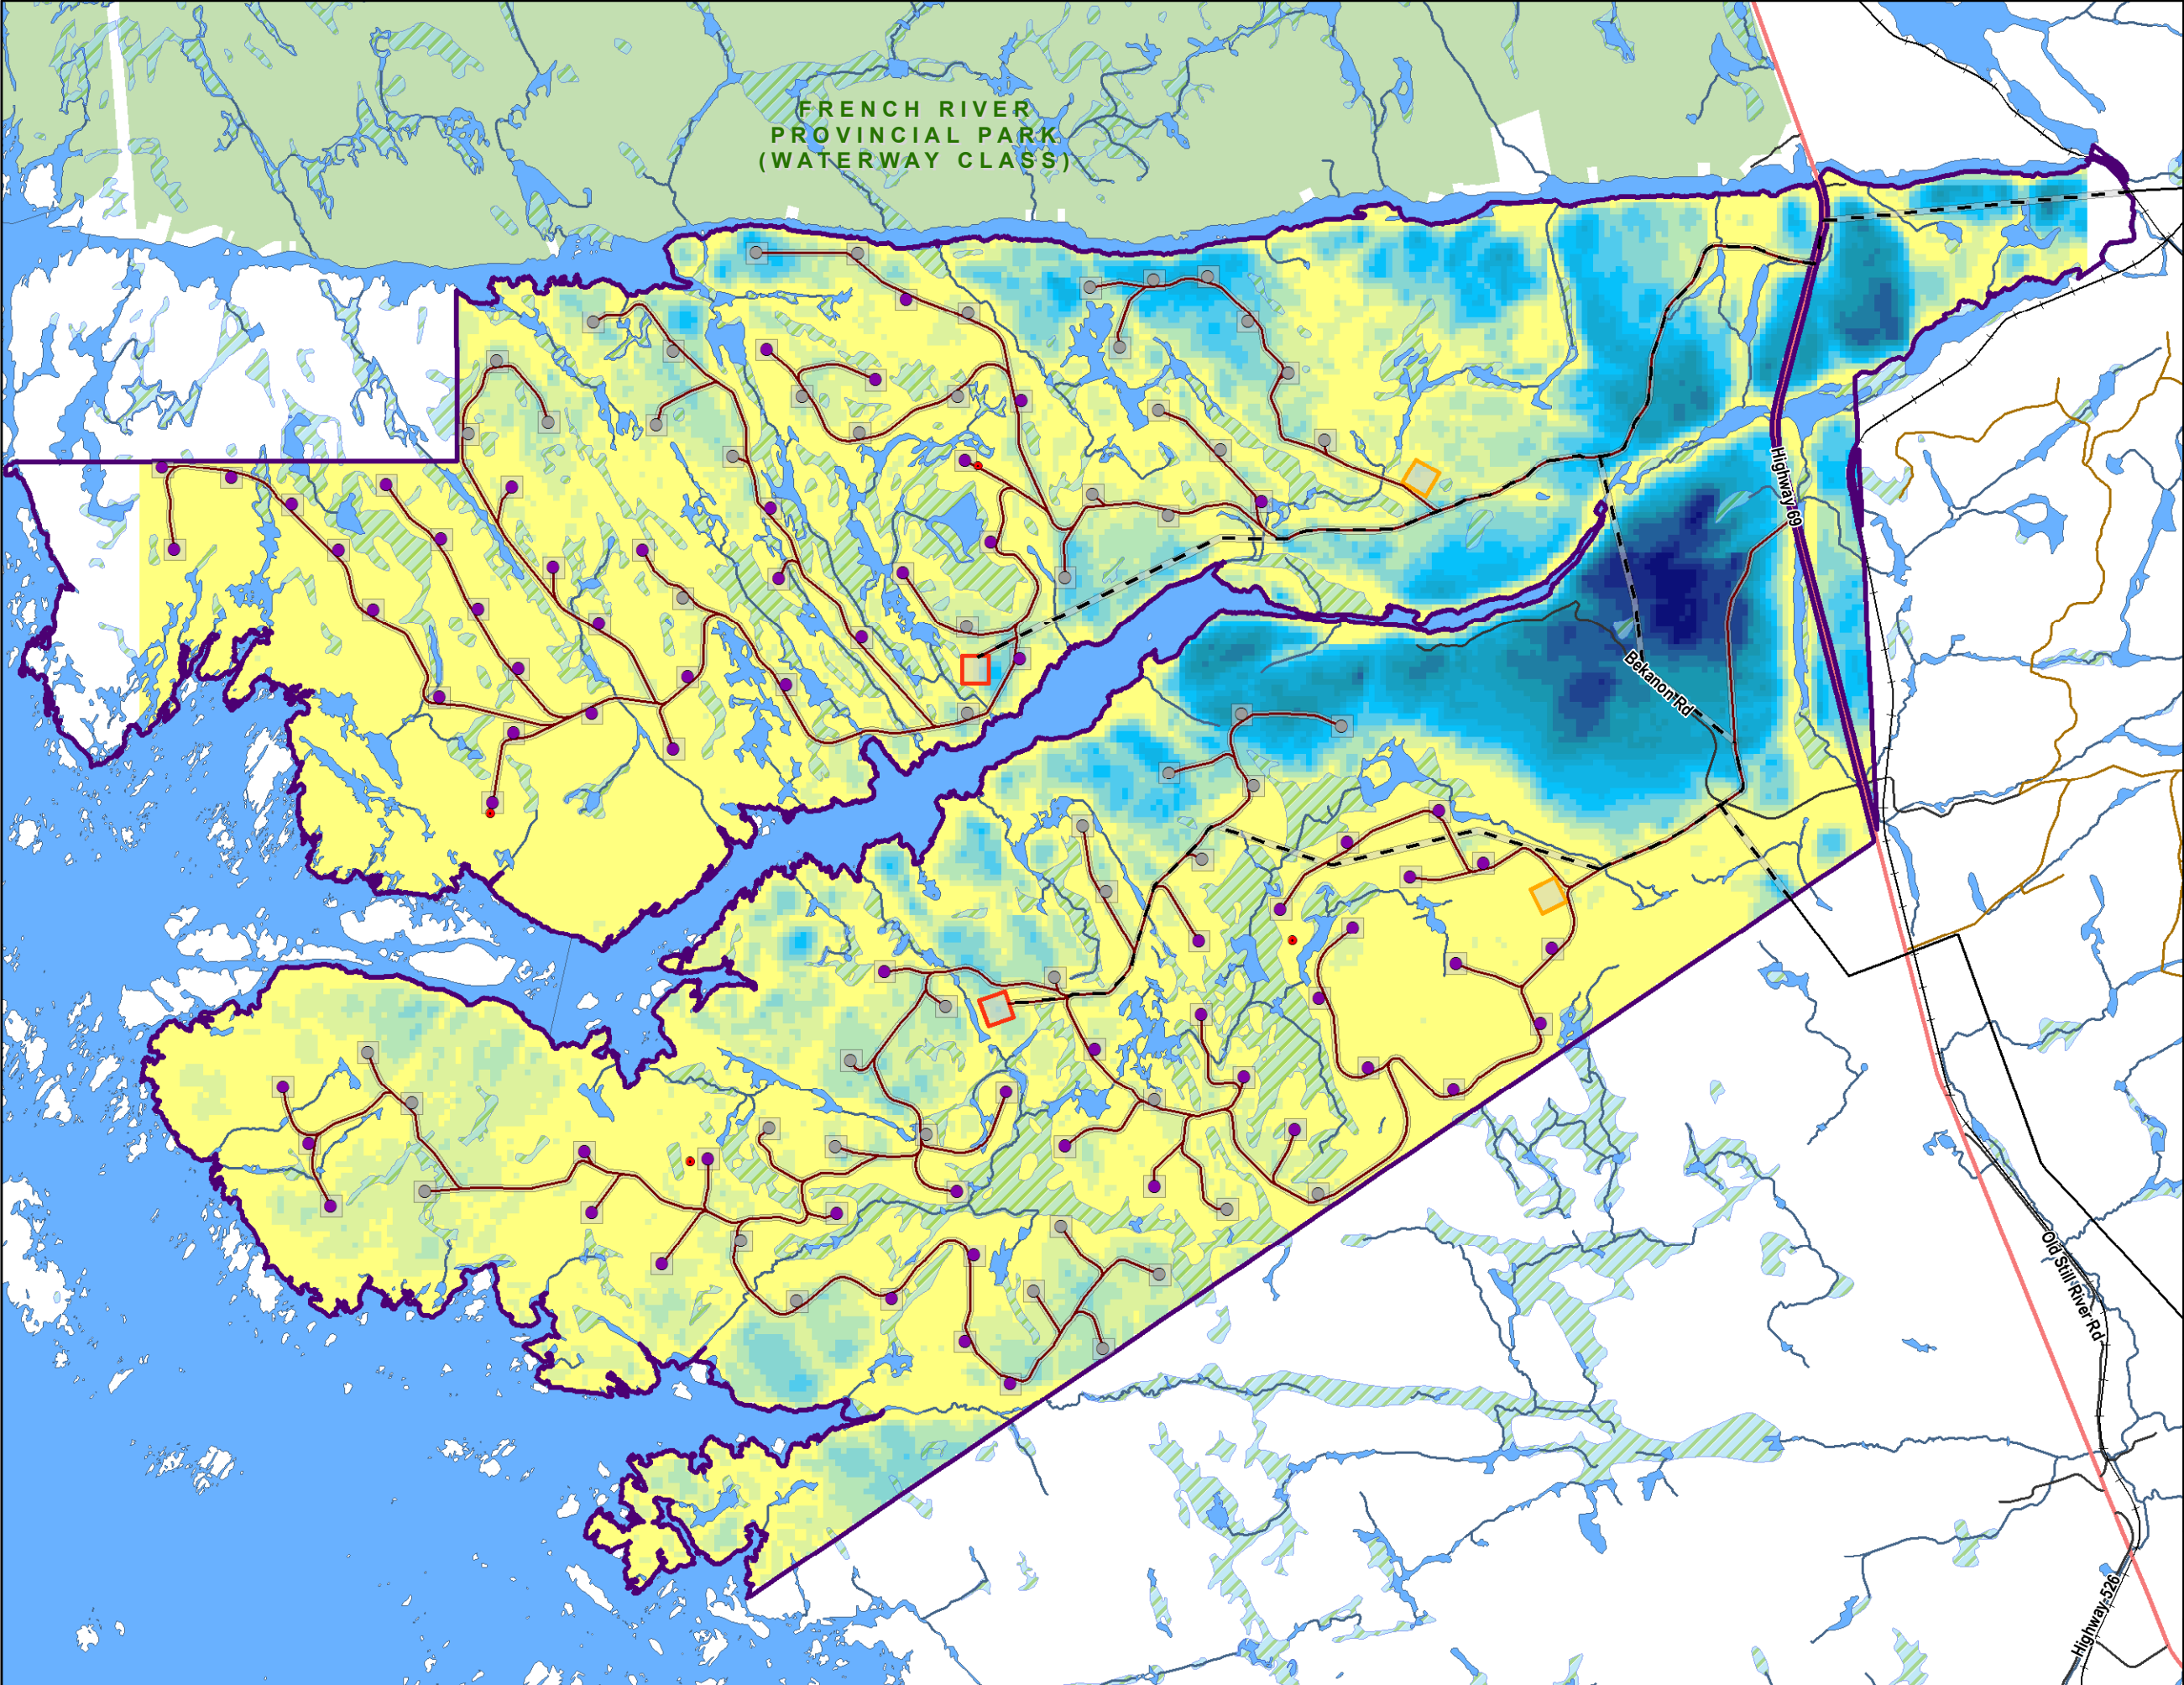 FRENCH RIVER
PROVINCIAL PARK
(WATERWAY CLASS)
Highway 69
Bekanon Rd
Old Still River Rd
Highway 526